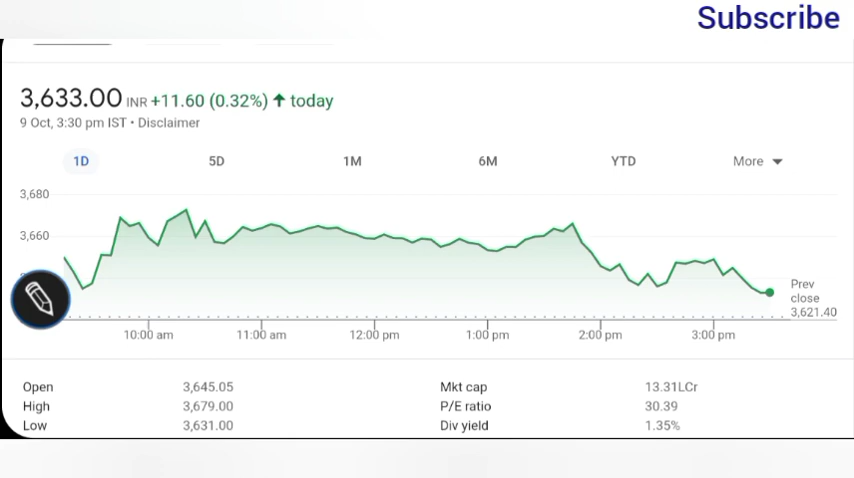 Subscribe
3,633.00 INR +11.60 (0.32%) ↑ today
9 Oct, 3:30 pm IST • Disclaimer
1D 5D 1M 6M YTD More
3,680
3,660
Prev
close
3,621.40
10:00 am 11:00 am 12:00 pm 1:00 pm 2:00 pm 3:00 pm
Open 3,645.05 Mkt cap 13.31LCr
High 3,679.00 P/E ratio 30.39
Low 3,631.00 Div yield 1.35%